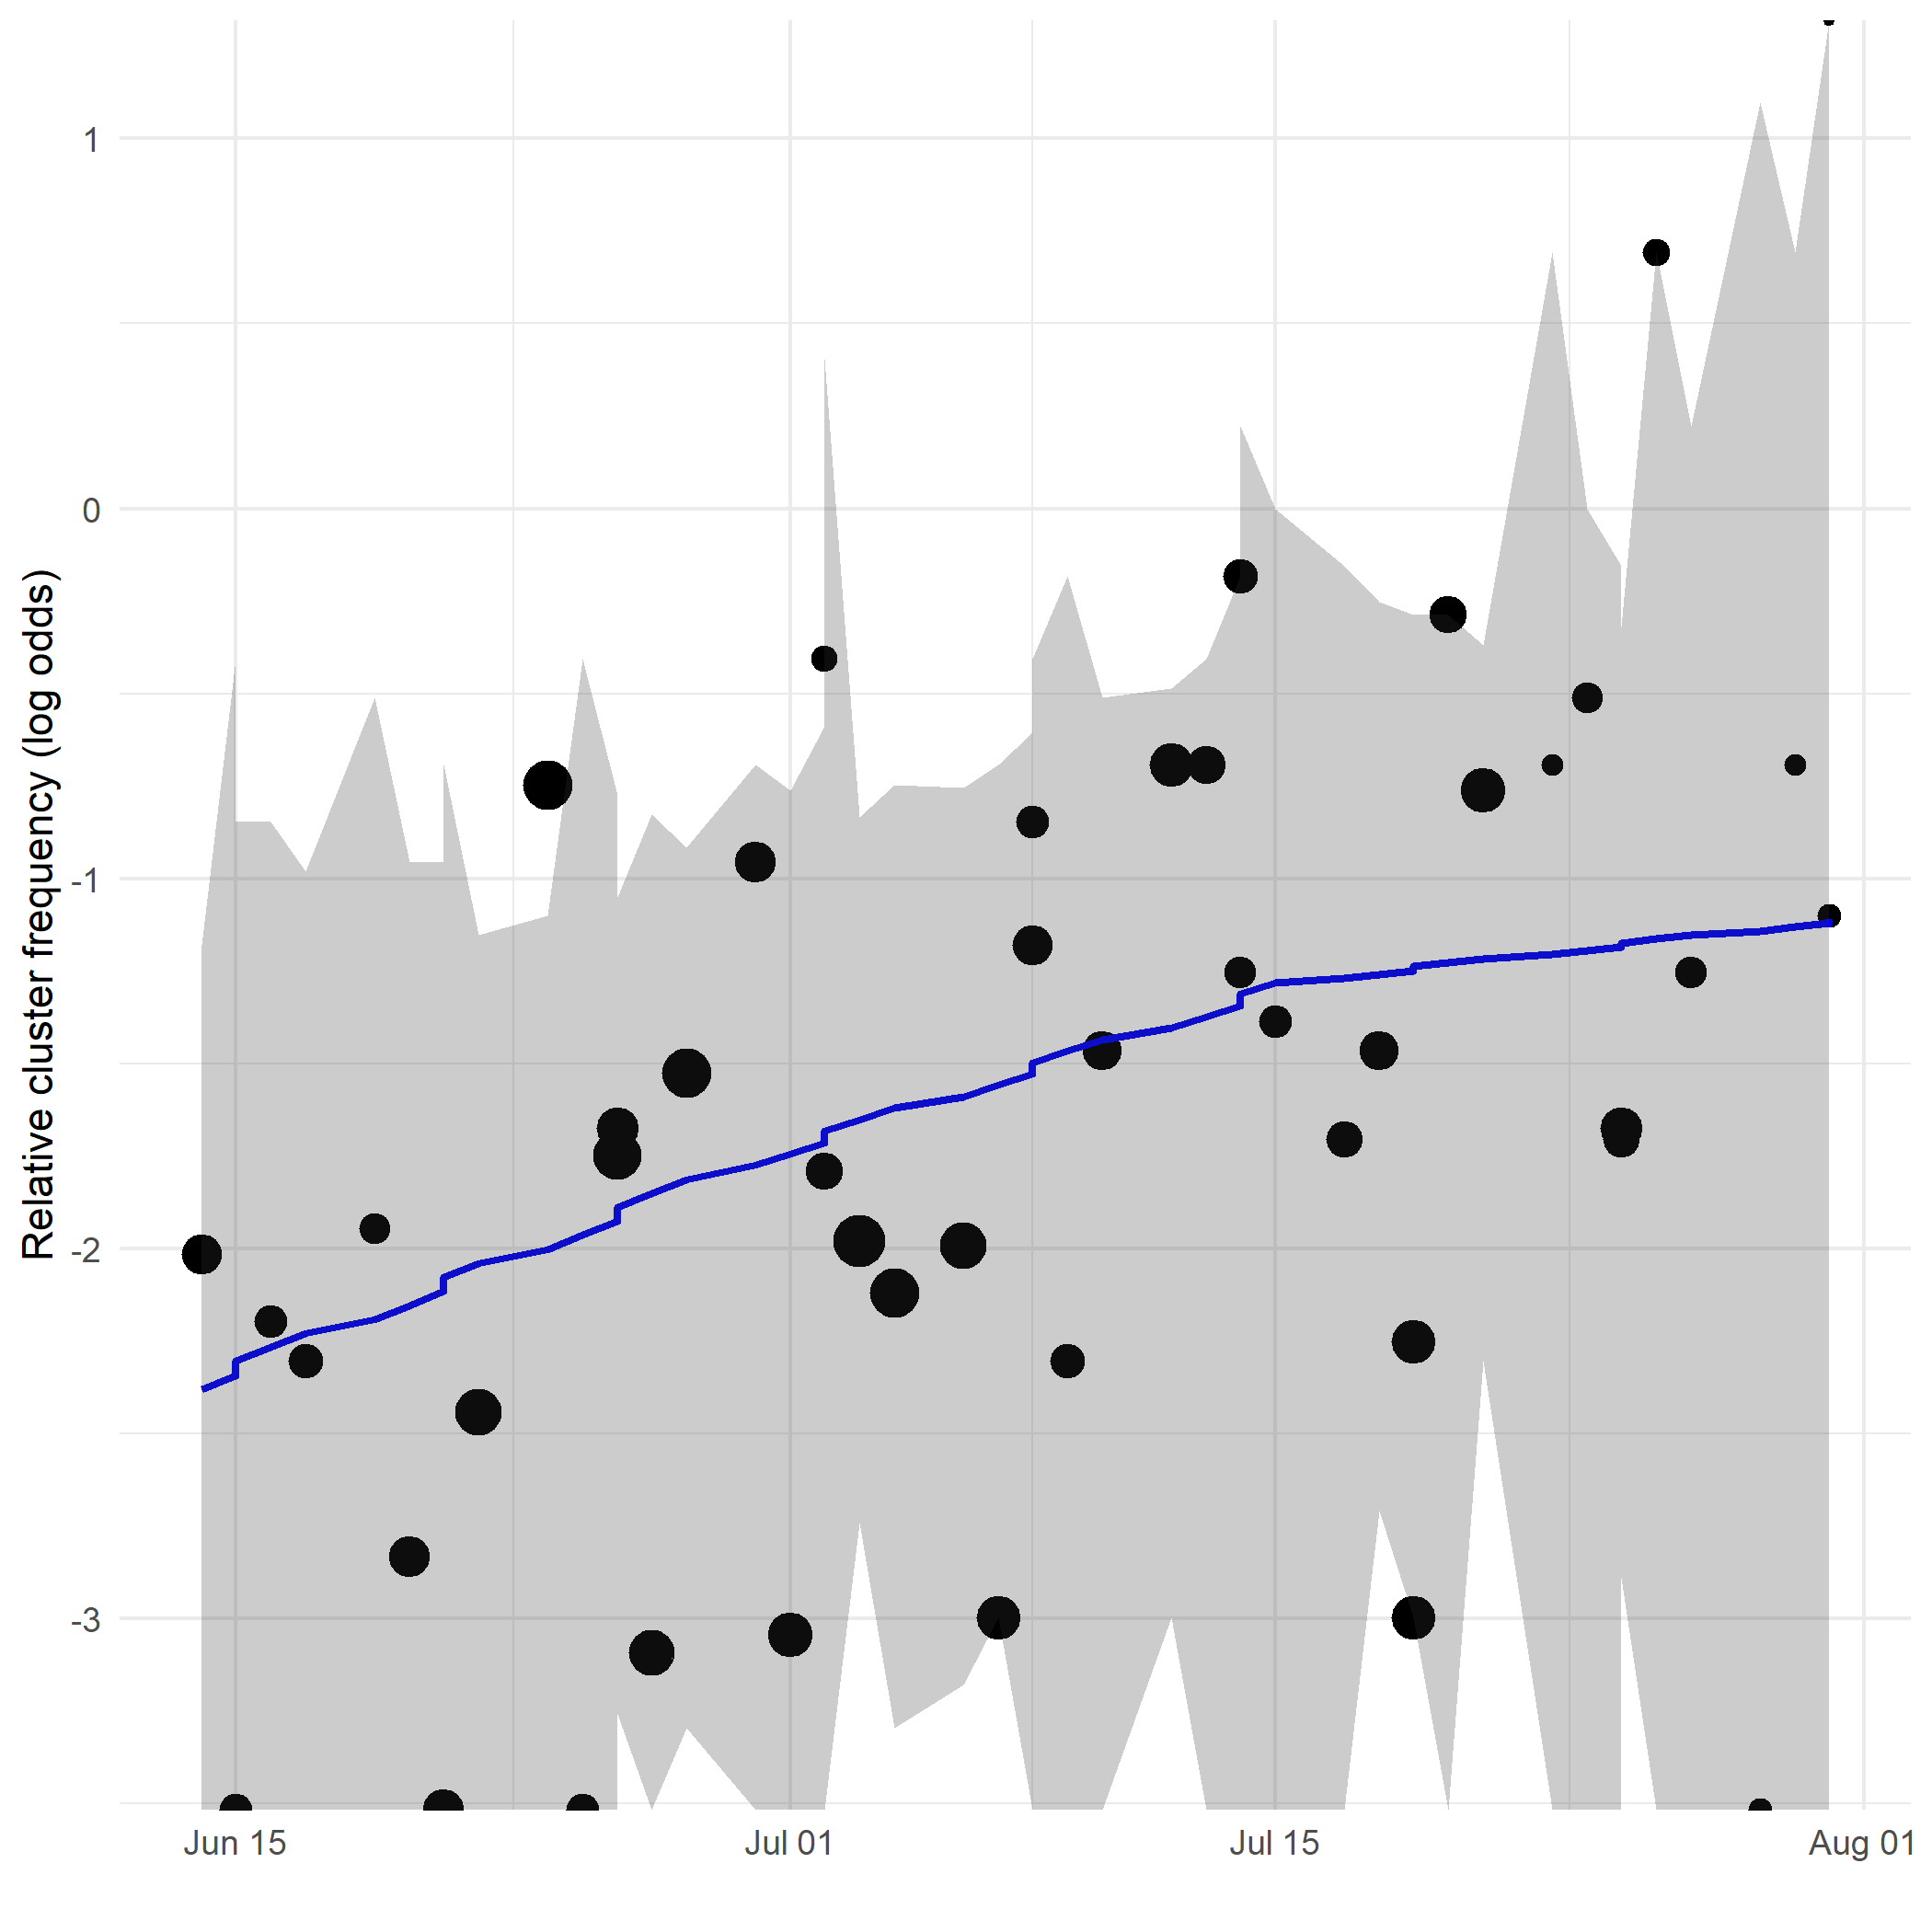 Relative cluster frequency (log odds)
1
0
-1
-2
-3
Jun 15
Jul 01
Jul 15
Aug 01